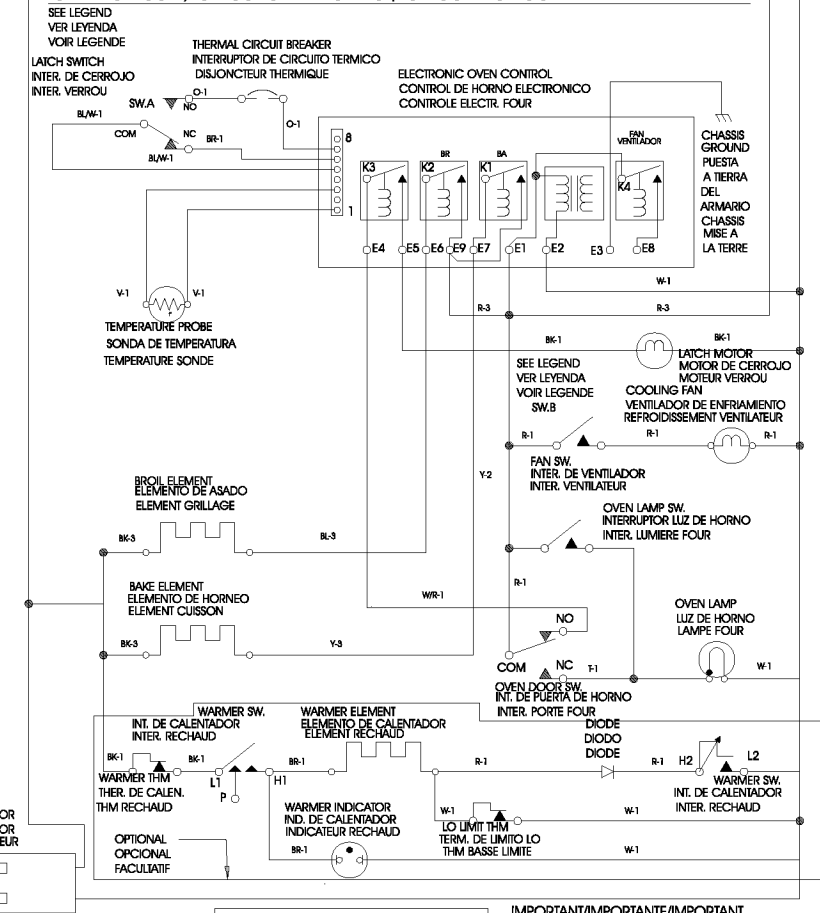 SEE LEGEND
VER LEYENDA
VOIR LEGENDE
LATCH SWITCH
INTER. DE CERROJO
INTER. VERROU
THERMAL CIRCUIT BREAKER
INTERRUPTOR DE CIRCUITO TERMICO
DISJONCTEUR THERMIQUE
ELECTRONIC OVEN CONTROL
CONTROL DE HORNO ELECTRONICO
CONTROLE ELECTR. FOUR
SW.A
NO
O-1
BL/W-1
COM
NC
BR-1
O-1
BL/W-1
8
1
K3
K2
BR
K1
BA
FAN
VENTILADOR
K4
CHASSIS
GROUND
PUESTA
A TIERRA
DEL
ARMARIO
CHASSIS
MISE A
LA TERRE
E4
E5
E6
E9
E7
E1
E2
E3
E8
W-1
V-1
V-1
R-3
R-3
TEMPERATURE PROBE
SONDA DE TEMPERATURA
TEMPERATURE SONDE
BK-1
BK-1
LATCH MOTOR
MOTOR DE CERROJO
MOTEUR VERROU
SEE LEGEND
VER LEYENDA
VOIR LEGENDE
SW.B
COOLING FAN
VENTILADOR DE ENFRIAMIENTO
REFROIDISSEMENT VENTILATEUR
R-1
R-1
R-1
FAN SW.
INTER. DE VENTILADOR
INTER. VENTILATEUR
Y-2
BROIL ELEMENT
ELEMENTO DE ASADO
ELEMENT GRILLAGE
BK-3
BL-3
OVEN LAMP SW.
INTERRUPTOR LUZ DE HORNO
INTER. LUMIERE FOUR
BAKE ELEMENT
ELEMENTO DE HORNEO
ELEMENT CUISSON
R-1
W/R-1
BK-3
Y-3
NO
OVEN LAMP
LUZ DE HORNO
LAMPE FOUR
COM
NC
T-1
W-1
OVEN DOOR SW.
INT. DE PUERTA DE HORNO
INTER. PORTE FOUR
WARMER SW.
INT. DE CALENTADOR
INTER. RECHAUD
WARMER ELEMENT
ELEMENTO DE CALENTADOR
ELEMENT RECHAUD
DIODE
DIODO
DIODE
BK-1
BK-1
L1
P
H1
BR-1
R-1
R-1
H2
L2
WARMER THM
THER. DE CALEN.
THM RECHAUD
WARMER SW.
INT. DE CALENTADOR
INTER. RECHAUD
WARMER INDICATOR
IND. DE CALENTADOR
INDICATEUR RECHAUD
W-1
W-1
LO LIMIT THM
TERM. DE LIMITO LO
THM BASSE LIMITE
OPTIONAL
OPCIONAL
FACULTATIF
BR-1
W-1
OR
OR
EUR
IMPORTANT/IMPORTANTE/IMPORTANT